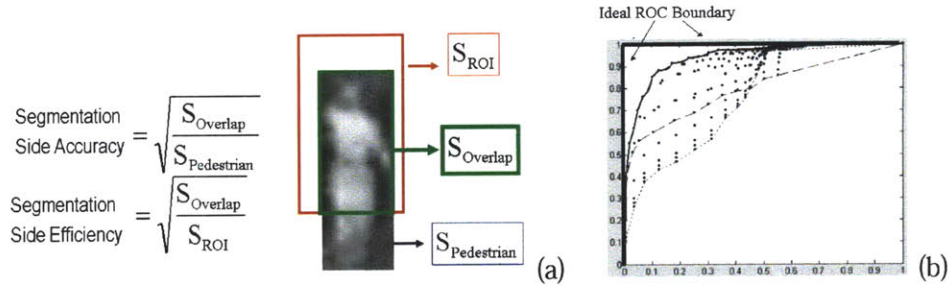 Segmentation
Side Accuracy = √(S_Overlap / S_Pedestrian)
Segmentation
Side Efficiency = √(S_Overlap / S_ROI)
S_ROI
S_Overlap
S_Pedestrian
(a)
Ideal ROC Boundary
1
0.9
0.8
0.7
0.6
0.5
0.4
0.3
0.2
0.1
0
0 0.1 0.2 0.3 0.4 0.5 0.6 0.7 0.8 0.9 1
(b)